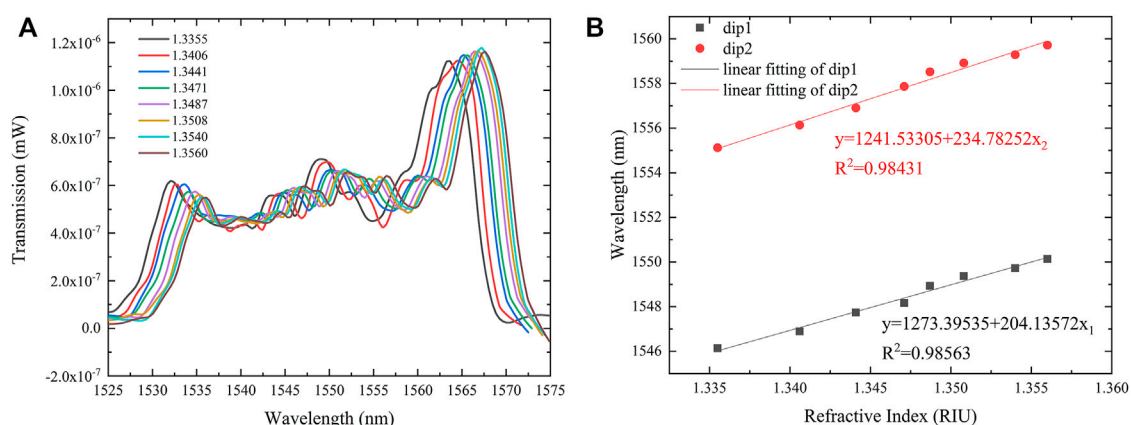 A
1.2x10⁻⁶
1.0x10⁻⁶
8.0x10⁻⁷
6.0x10⁻⁷
4.0x10⁻⁷
2.0x10⁻⁷
0.0
-2.0x10⁻⁷
Transmission (mW)
1.3355
1.3406
1.3441
1.3471
1.3487
1.3508
1.3540
1.3560
1525 1530 1535 1540 1545 1550 1555 1560 1565 1570 1575
Wavelength (nm)
B
1560
1558
1556
1554
1552
1550
1548
1546
Wavelength (nm)
dip1
dip2
linear fitting of dip1
linear fitting of dip2
y=1241.53305+234.78252x₂
R²=0.98431
y=1273.39535+204.13572x₁
R²=0.98563
1.335 1.340 1.345 1.350 1.355 1.360
Refractive Index (RIU)